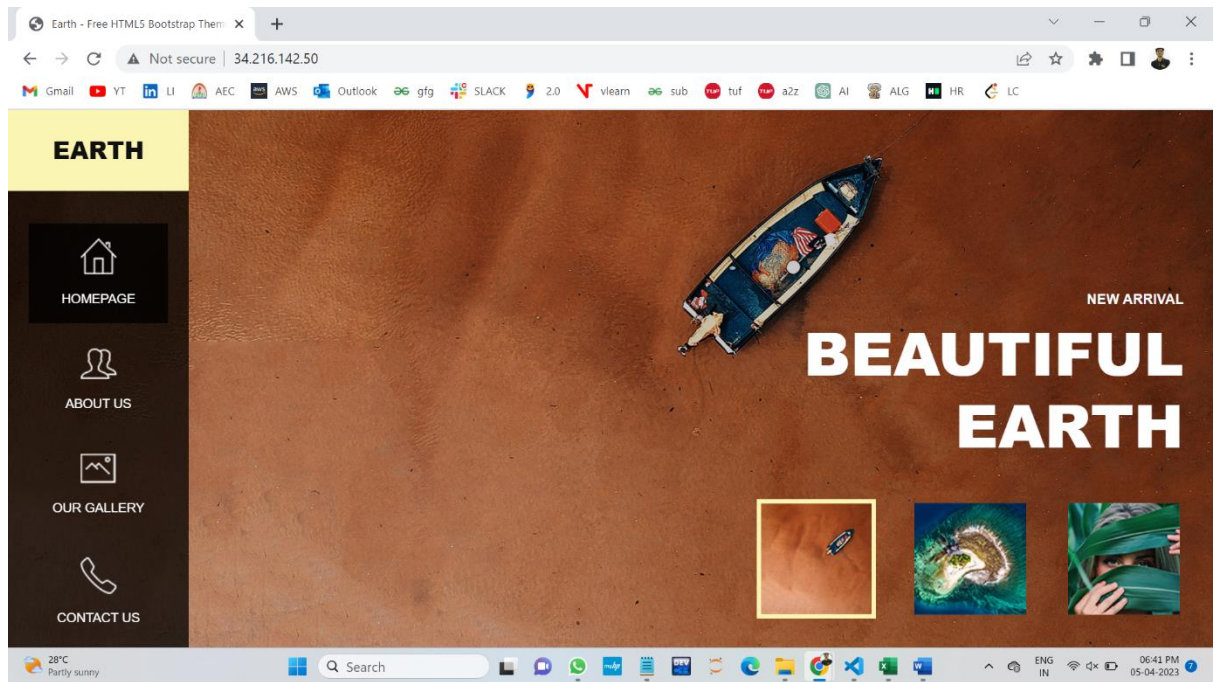 Earth - Free HTML5 Bootstrap Them
Not secure | 34.216.142.50
Gmail YT LI AEC AWS Outlook gfg SLACK 2.0 vlearn sub tuf a2z AI ALG HR LC
EARTH
HOMEPAGE
ABOUT US
OUR GALLERY
CONTACT US
NEW ARRIVAL
BEAUTIFUL
EARTH
28°C
Partly sunny
Search
ENG
IN
06:41 PM
05-04-2023